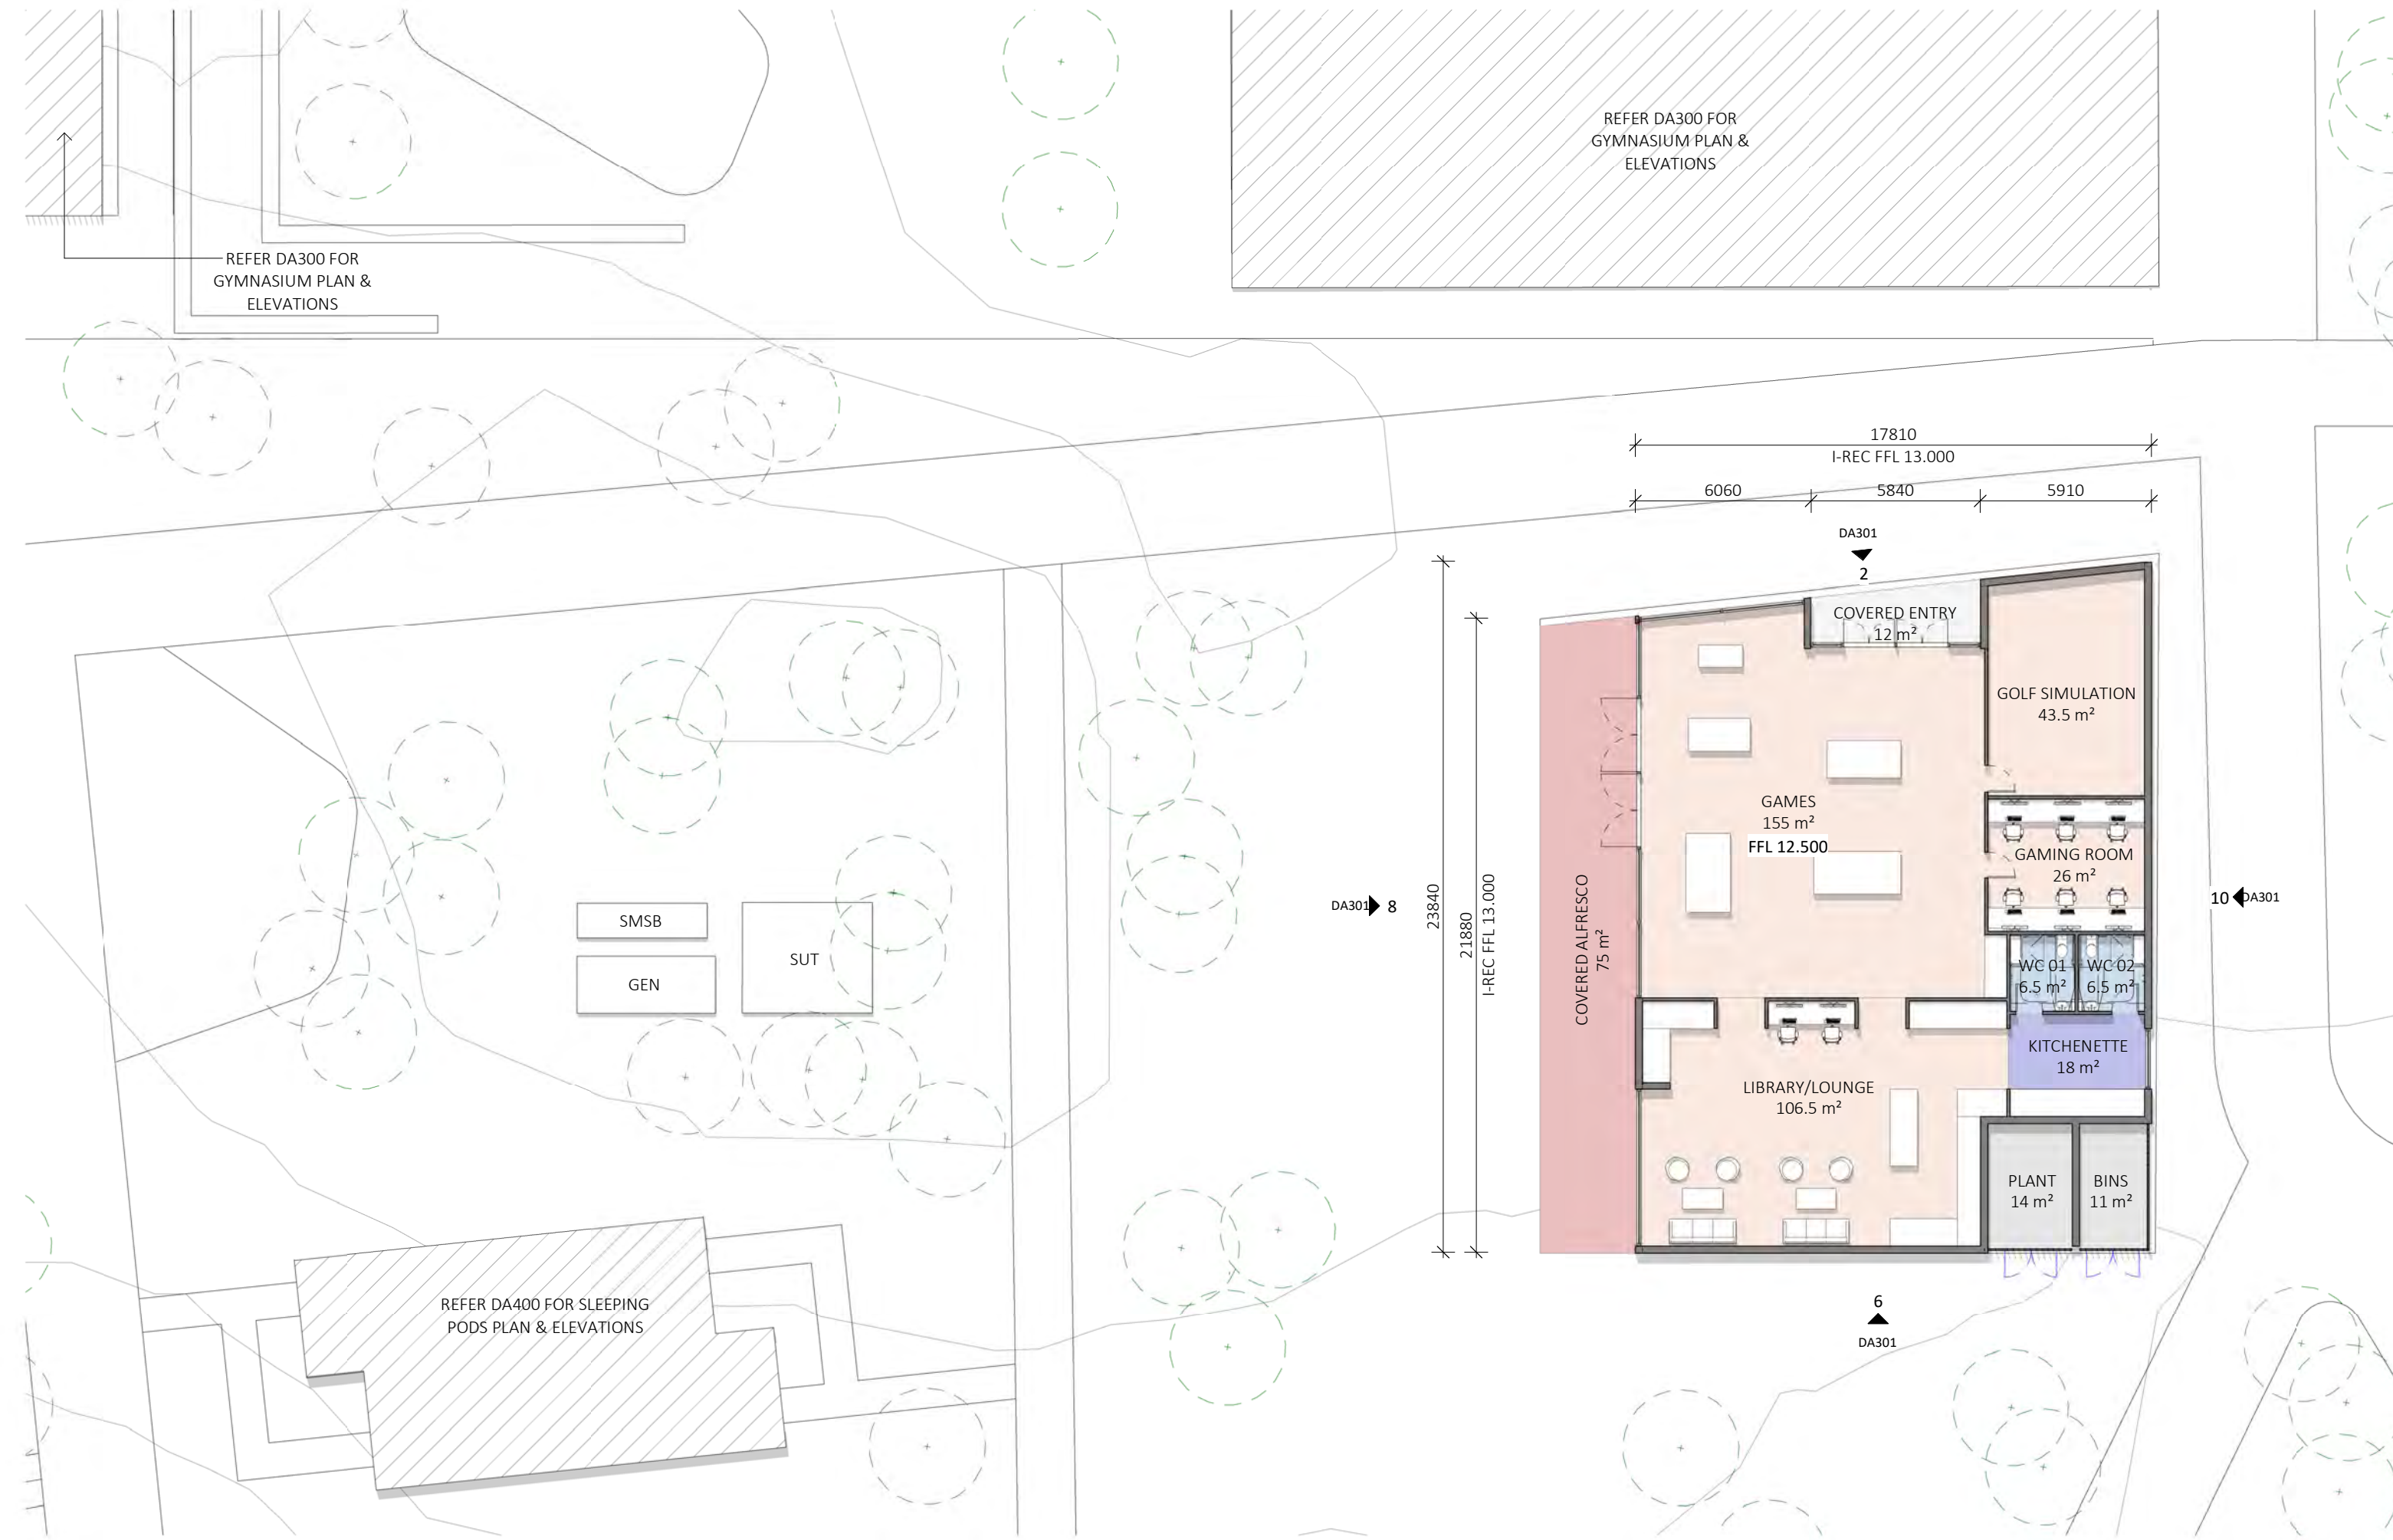 REFER DA300 FOR
GYMNASIUM PLAN &
ELEVATIONS
REFER DA300 FOR
GYMNASIUM PLAN &
ELEVATIONS
17810
I-REC FFL 13.000
6060
5840
5910
DA301
2
COVERED ENTRY
12 m²
GOLF SIMULATION
43.5 m²
GAMES
155 m²
FFL 12.500
GAMING ROOM
26 m²
DA301
8
23840
21880
I-REC FFL 13.000
COVERED ALFRESCO
75 m²
10
DA301
SMSB
GEN
SUT
WC 01
6.5 m²
WC 02
6.5 m²
KITCHENETTE
18 m²
LIBRARY/LOUNGE
106.5 m²
PLANT
14 m²
BINS
11 m²
REFER DA400 FOR SLEEPING
PODS PLAN & ELEVATIONS
6
DA301